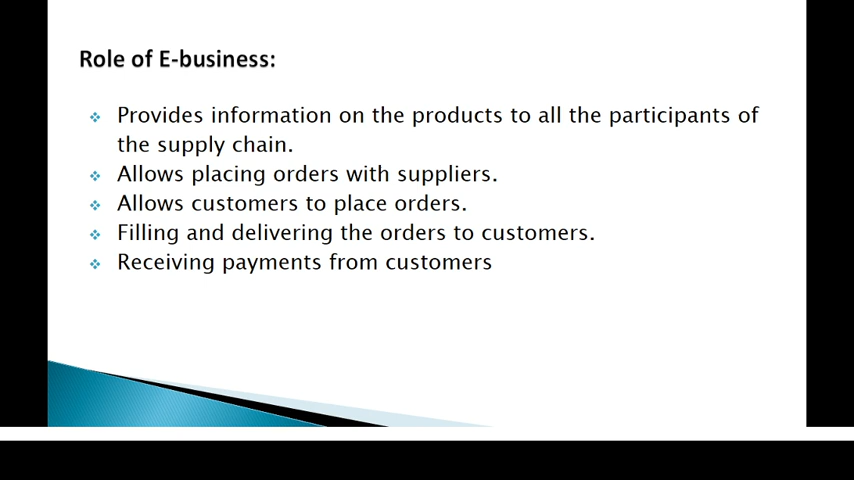 Role of E-business:
Provides information on the products to all the participants of
the supply chain.
Allows placing orders with suppliers.
Allows customers to place orders.
Filling and delivering the orders to customers.
Receiving payments from customers